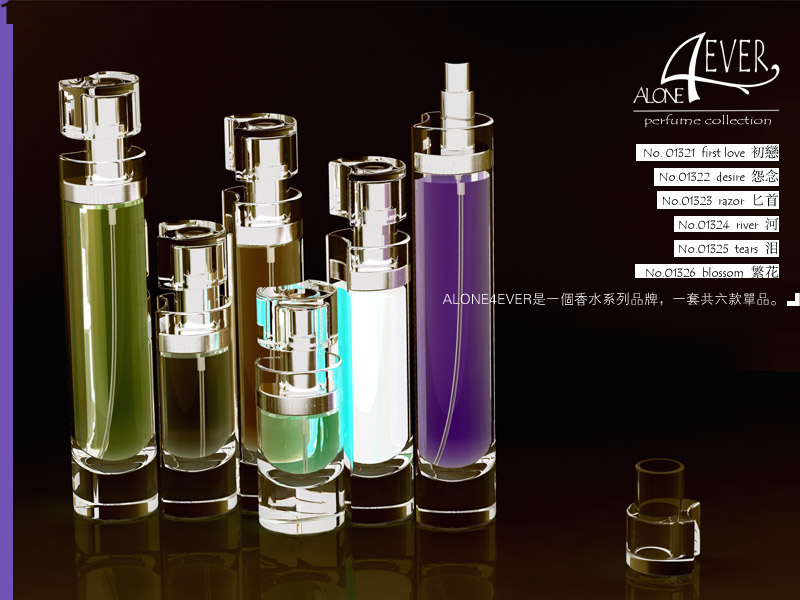 ALONE4EVER,
perfume collection
No. 01321 first love 初戀
No.01322 desire 怨念
No.01323 razor 匕首
No.01324 river 河
No.01325 tears 泪
No.01326 blossom 繁花
ALONE4EVER是一個香水系列品牌，一套共六款單品。